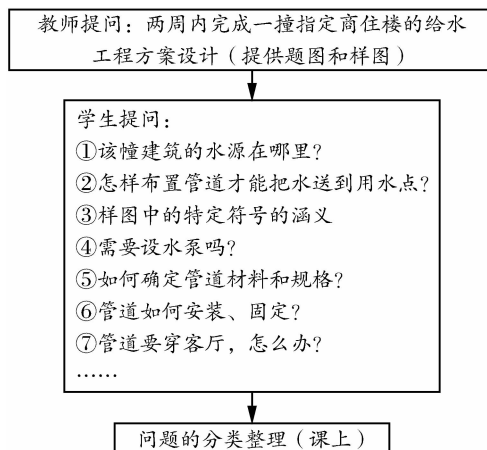 教师提问：两周内完成一撞指定商住楼的给水
工程方案设计（提供题图和样图）
学生提问：
①该幢建筑的水源在哪里？
②怎样布置管道才能把水送到用水点？
③样图中的特定符号的涵义
④需要设水泵吗？
⑤如何确定管道材料和规格？
⑥管道如何安装、固定？
⑦管道要穿客厅，怎么办？
……
问题的分类整理（课上）